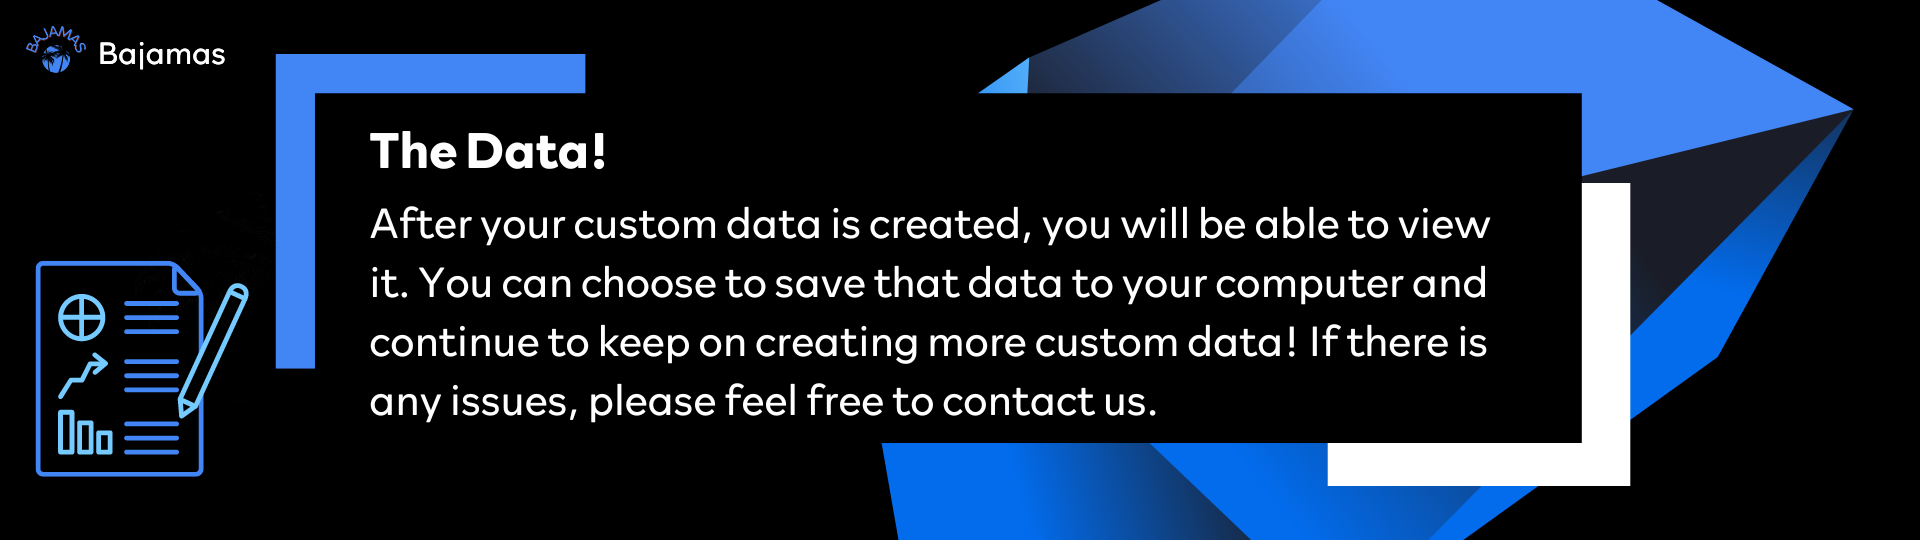 BAJAMAS
Bajamas
The Data!
After your custom data is created, you will be able to view
it. You can choose to save that data to your computer and
continue to keep on creating more custom data! If there is
any issues, please feel free to contact us.